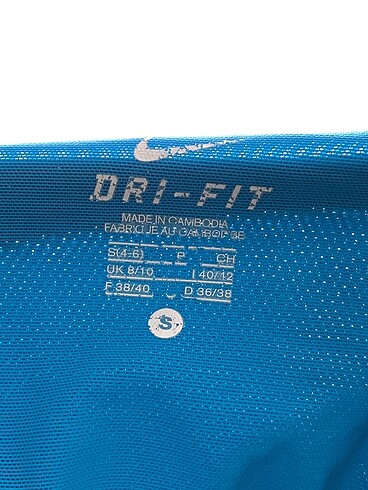 DRI-FIT
MADE IN CAMBODIA
FABRIQUE AU CAMBODGE
S(4-6) P CH
UK 8/10 I 40/12
F 38/40 D 36/38
S